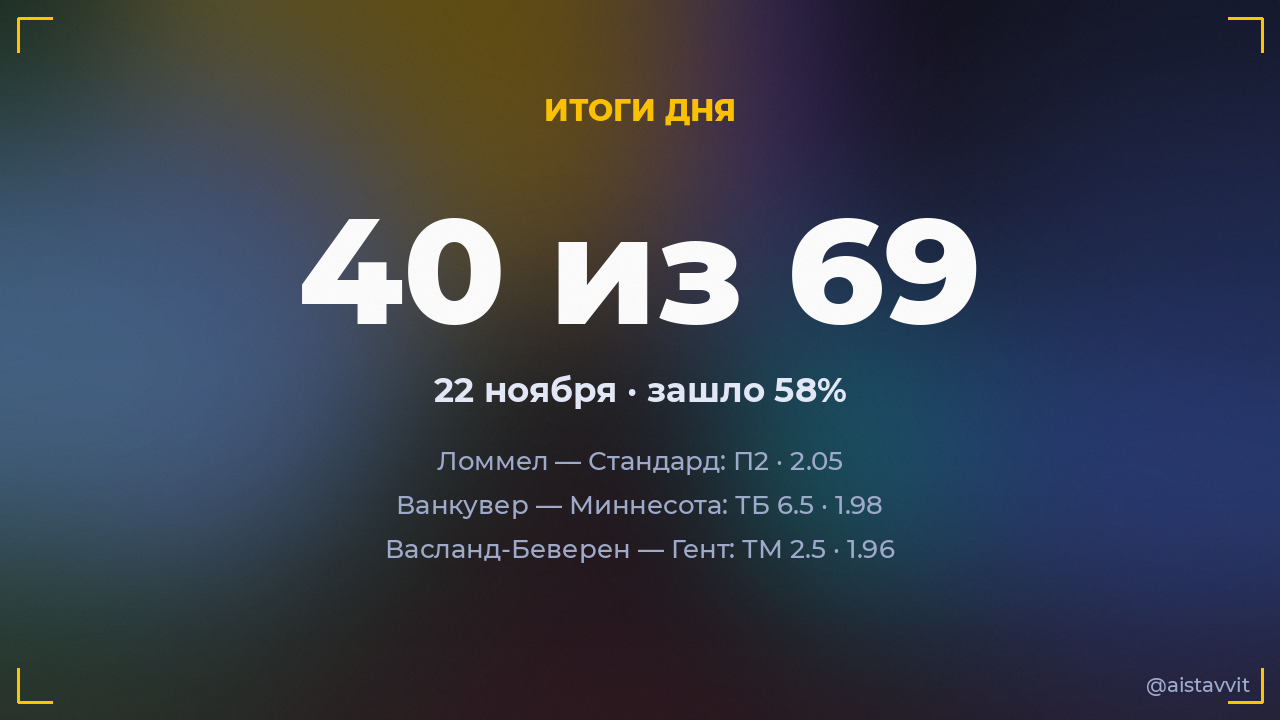 ИТОГИ ДНЯ
40 из 69
22 ноября · зашло 58%
Ломмел — Стандард: П2 · 2.05
Ванкувер — Миннесота: ТБ 6.5 · 1.98
Васланд-Беверен — Гент: ТМ 2.5 · 1.96
@aistavvit